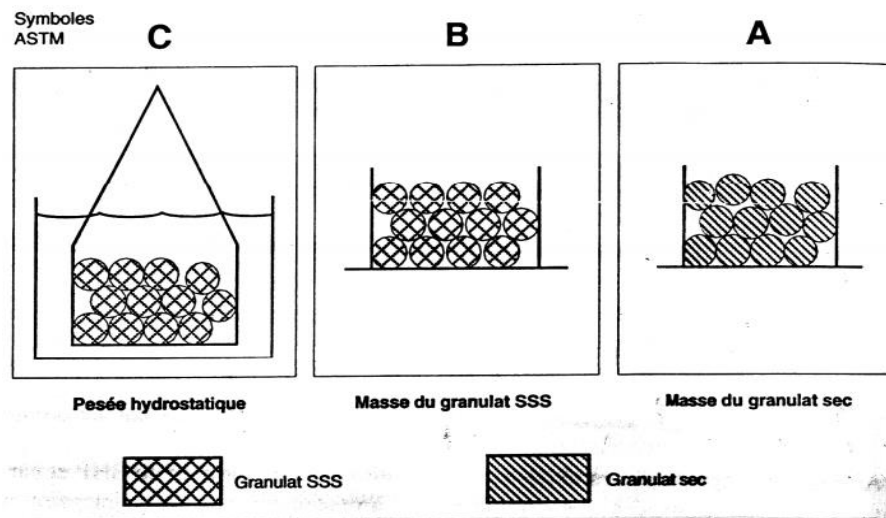 Symboles
ASTM
C
B
A
Pesée hydrostatique
Masse du granulat SSS
Masse du granulat sec
Granulat SSS
Granulat sec